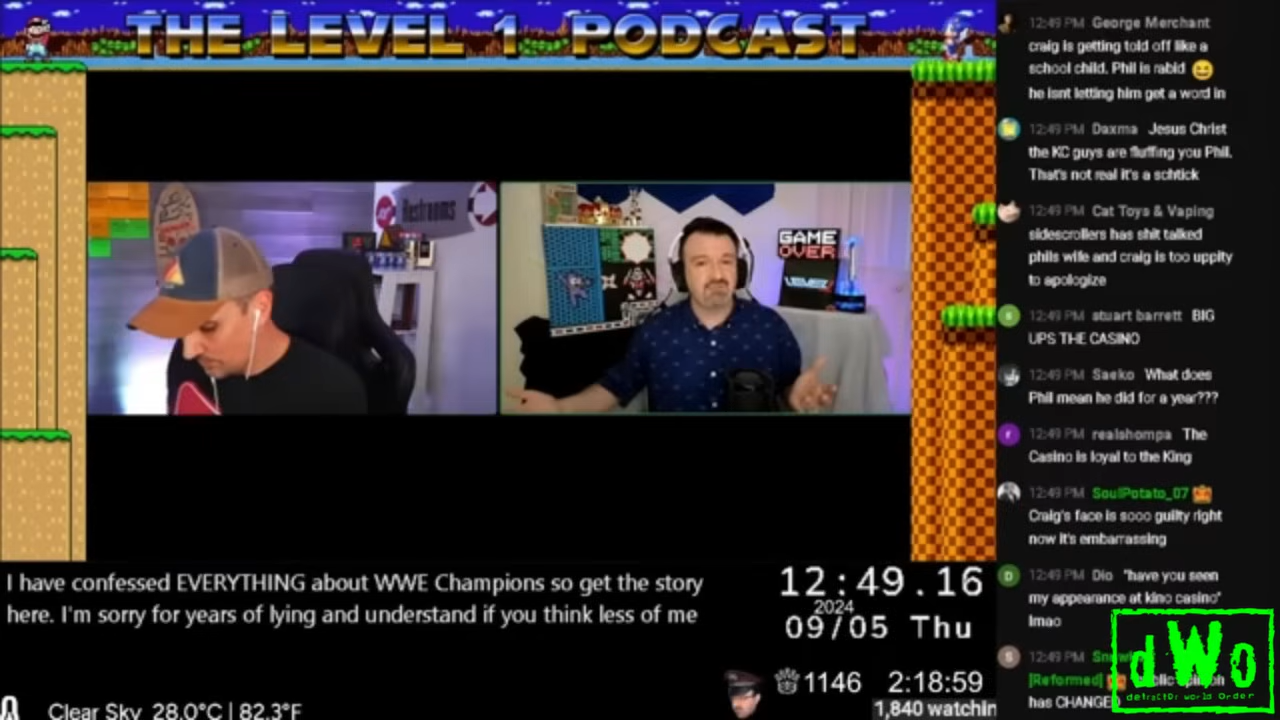 THE LEVEL 1 PODCAST
Restrooms
GAME
OVER
I have confessed EVERYTHING about WWE Champions so get the story
here. I'm sorry for years of lying and understand if you think less of me
12:49.16
2024
09/05 Thu
1146
2:18:59
1,840 watchin
Clear Sky 28.0°C | 82.3°F
12:49 PM George Merchant
craig is getting told off like a
school child. Phil is rabid 😄
he isnt letting him get a word in
12:49 PM Daxma Jesus Christ
the KC guys are fluffing you Phil.
That's not real it's a schtick
12:49 PM Cat Toys & Vaping
sidescrollers has shit talked
phils wife and craig is too uppity
to apologize
12:49 PM stuart barrett BIG
UPS THE CASINO
12:49 PM Saeko What does
Phil mean he did for a year???
12:49 PM realshompa The
Casino is loyal to the King
12:49 PM SoulPotato_07
Craig's face is sooo guilty right
now it's embarrassing
12:49 PM Dio "have you seen
my appearance at kino casino"
lmao
12:49 PM
[Reformed]
has CHANGED
dWo
detractor world order